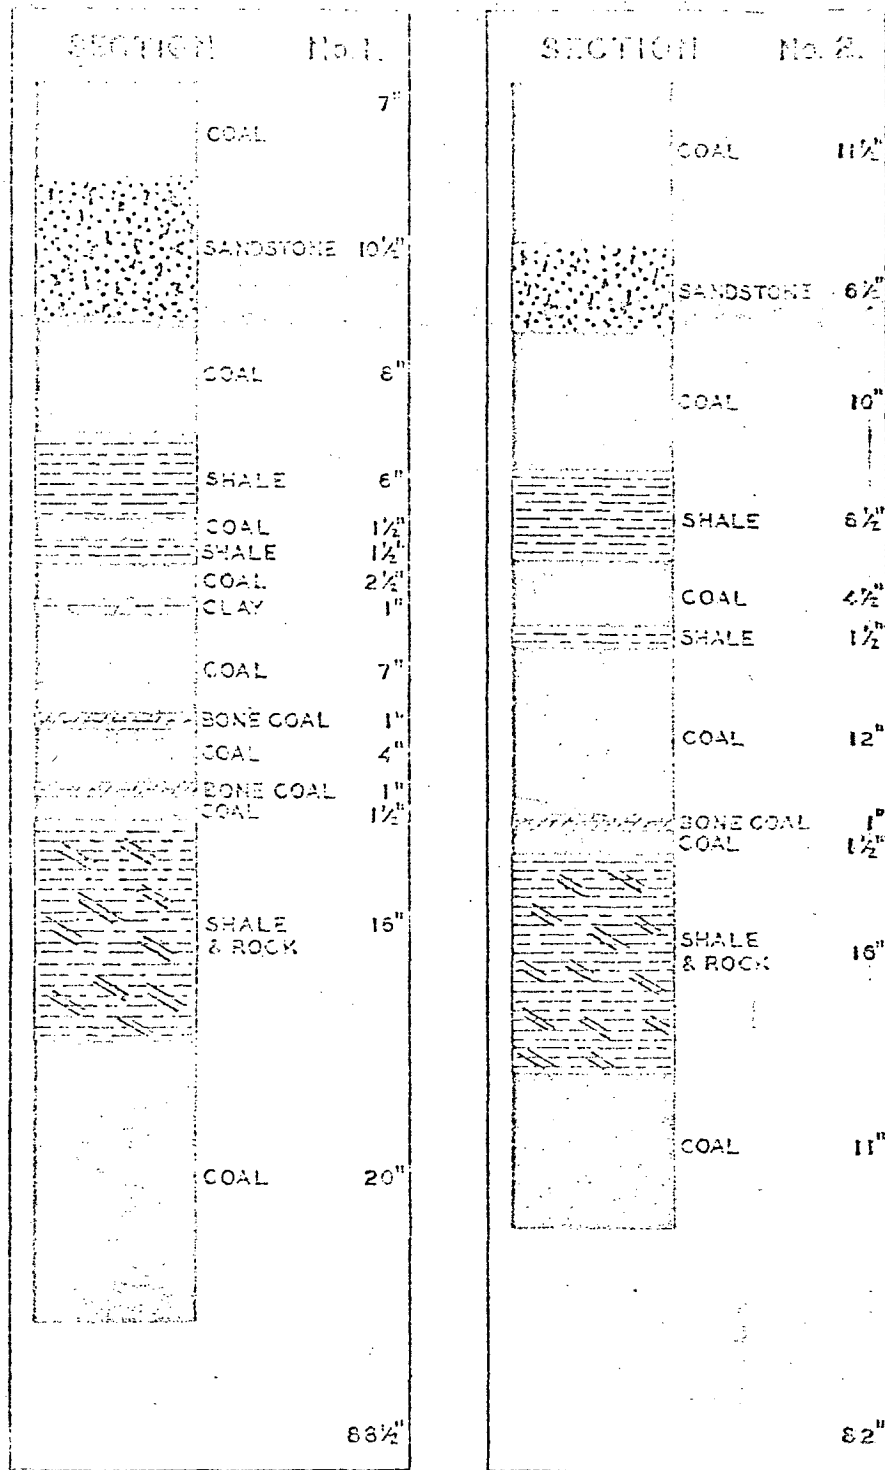 SECTION No. 1.
7"
COAL
SANDSTONE 10½"
COAL 8"
SHALE 6"
COAL 1½"
SHALE 1½"
COAL 2½"
CLAY 1"
COAL 7"
BONE COAL 1"
COAL 4"
BONE COAL 1"
COAL 1½"
SHALE 16"
& ROCK
COAL 20"
88½"
SECTION No. 2.
COAL 11½"
SANDSTONE 6½"
COAL 10"
SHALE 6½"
COAL 4½"
SHALE 1½"
COAL 12"
BONE COAL 1"
COAL 1½"
SHALE 16"
& ROCK
COAL 11"
82"